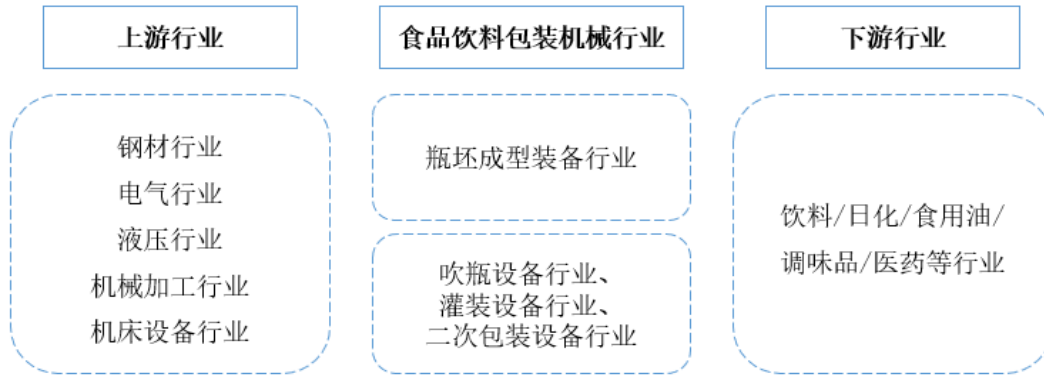 上游行业
钢材行业
电气行业
液压行业
机械加工行业
机床设备行业
食品饮料包装机械行业
瓶坯成型装备行业
吹瓶设备行业、
灌装设备行业、
二次包装设备行业
下游行业
饮料/日化/食用油/
调味品/医药等行业